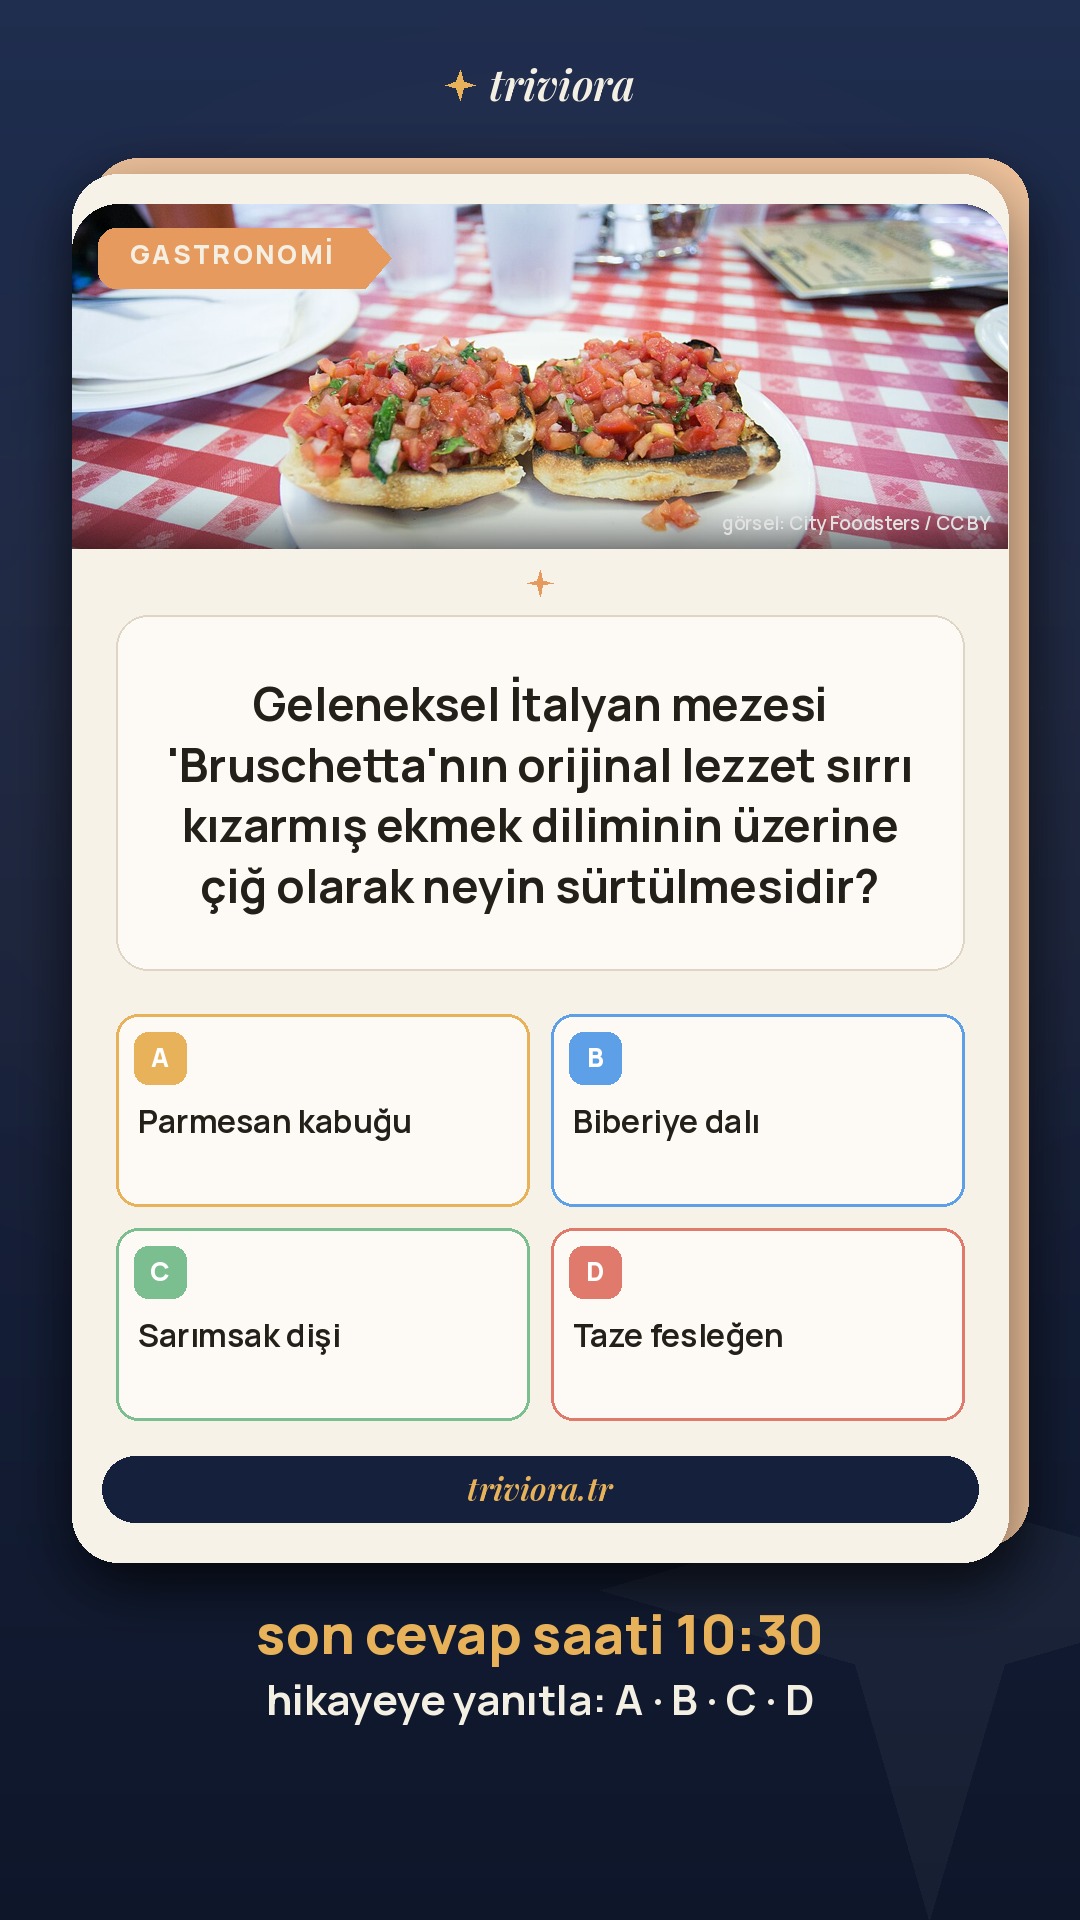 triviora
GASTRONOMİ
görsel: City Foodsters / CC BY
Geleneksel İtalyan mezesi
'Bruschetta'nın orijinal lezzet sırrı
kızarmış ekmek diliminin üzerine
çiğ olarak neyin sürtülmesidir?
A
Parmesan kabuğu
B
Biberiye dalı
C
Sarımsak dişi
D
Taze fesleğen
triviora.tr
son cevap saati 10:30
hikayeye yanıtla: A · B · C · D